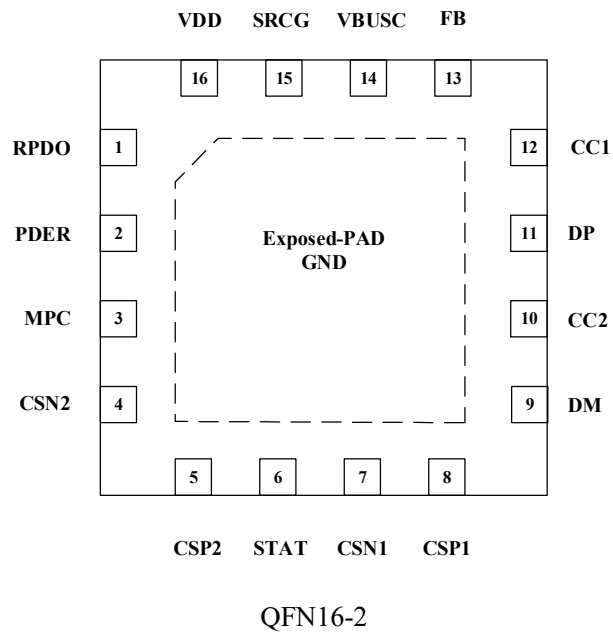 VDD SRCG VBUSC FB
16 15 14 13
RPDO 1 12 CC1
PDER 2 11 DP
Exposed-PAD
GND
MPC 3 10 CC2
CSN2 4 9 DM
5 6 7 8
CSP2 STAT CSN1 CSP1
QFN16-2